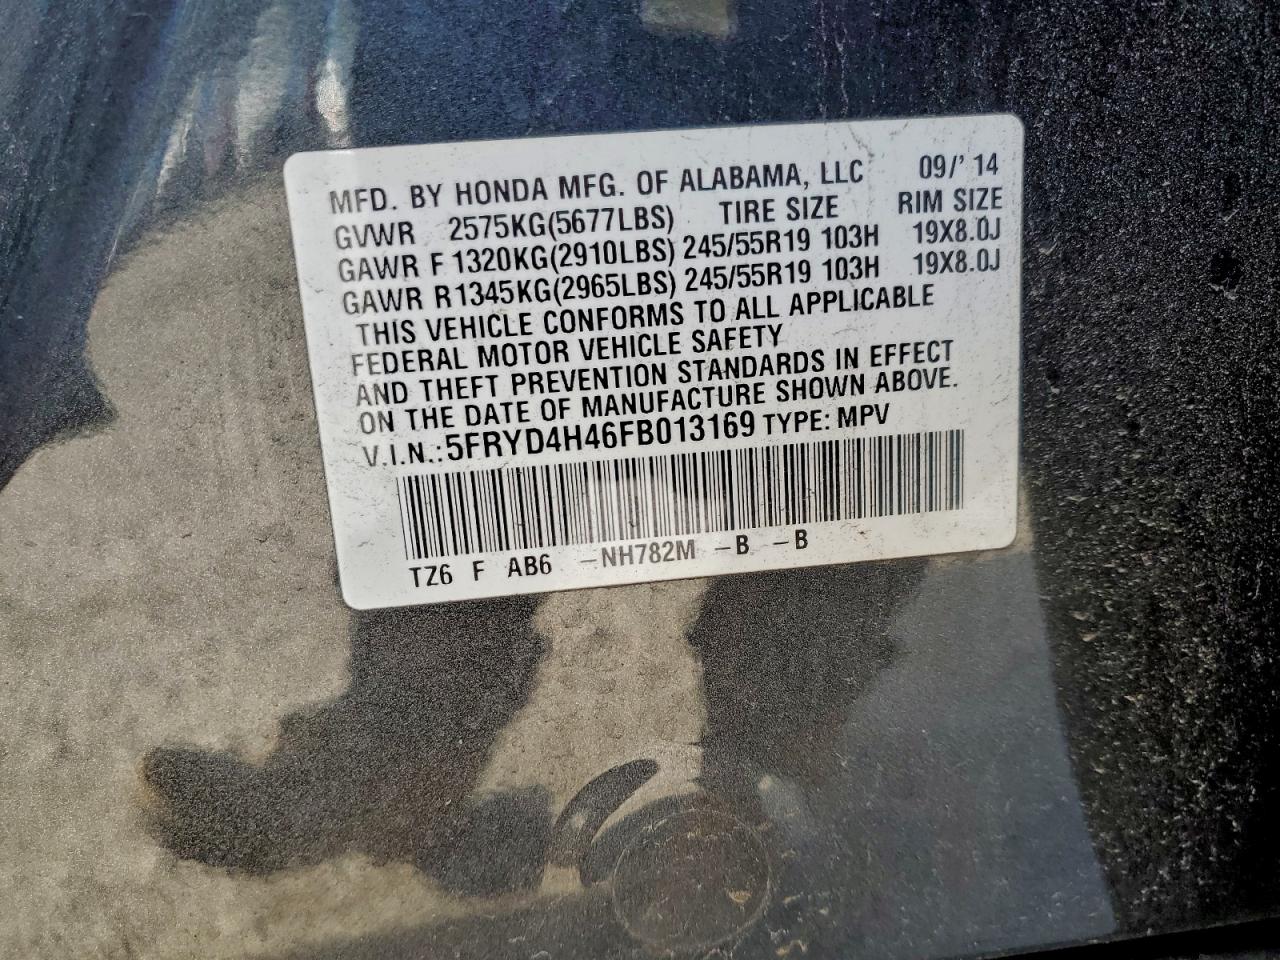 MFD. BY HONDA MFG. OF ALABAMA, LLC 09/' 14
GVWR 2575KG(5677LBS) TIRE SIZE RIM SIZE
GAWR F 1320KG(2910LBS) 245/55R19 103H 19X8.0J
GAWR R1345KG(2965LBS) 245/55R19 103H 19X8.0J
THIS VEHICLE CONFORMS TO ALL APPLICABLE
FEDERAL MOTOR VEHICLE SAFETY
AND THEFT PREVENTION STANDARDS IN EFFECT
ON THE DATE OF MANUFACTURE SHOWN ABOVE.
V.I.N.:5FRYD4H46FB013169 TYPE: MPV
TZ6 F AB6 -NH782M -B -B